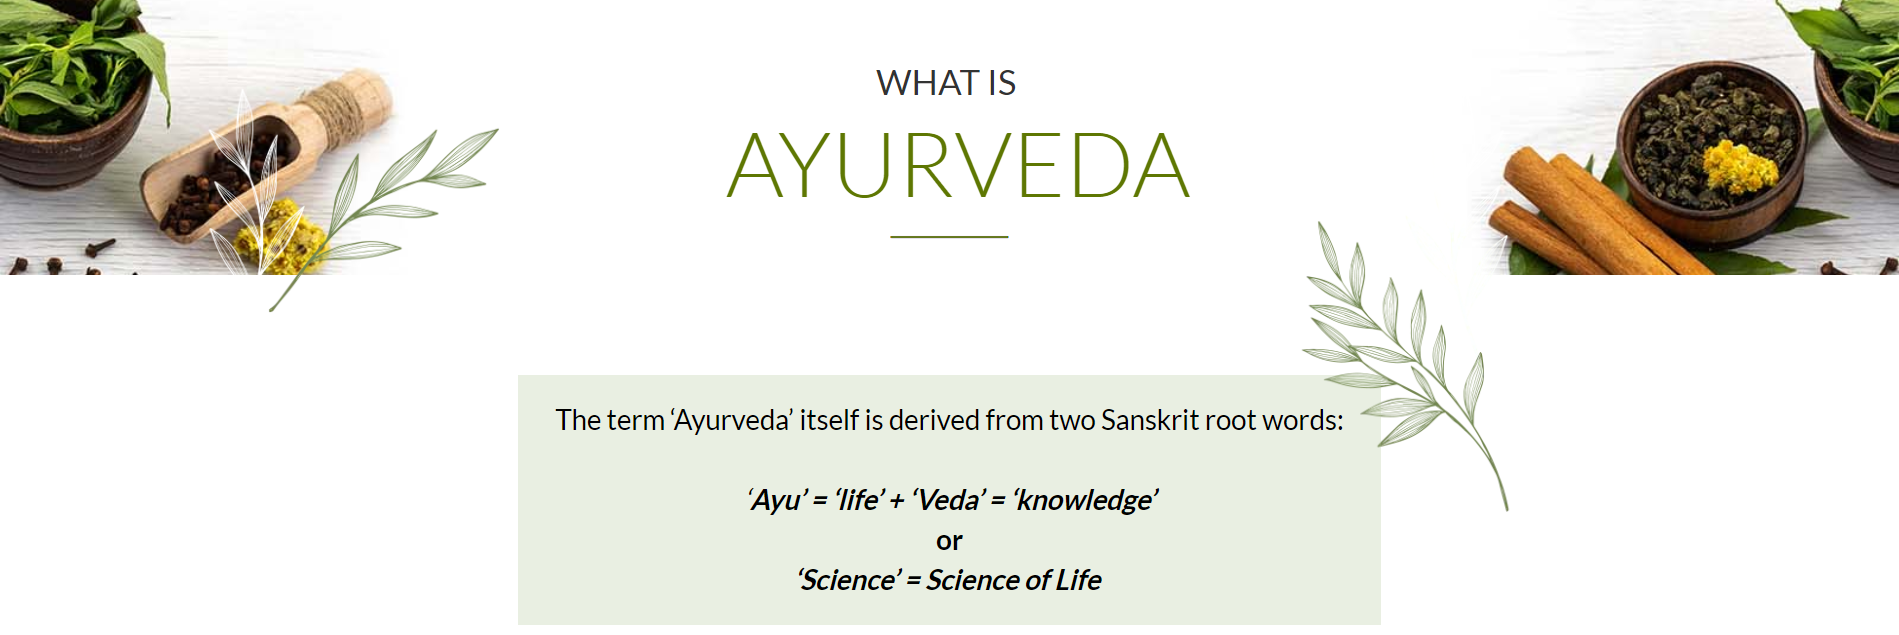 WHAT IS
AYURVEDA
The term ‘Ayurveda’ itself is derived from two Sanskrit root words:
‘Ayu’ = ‘life’ + ‘Veda’ = ‘knowledge’
or
‘Science’ = Science of Life